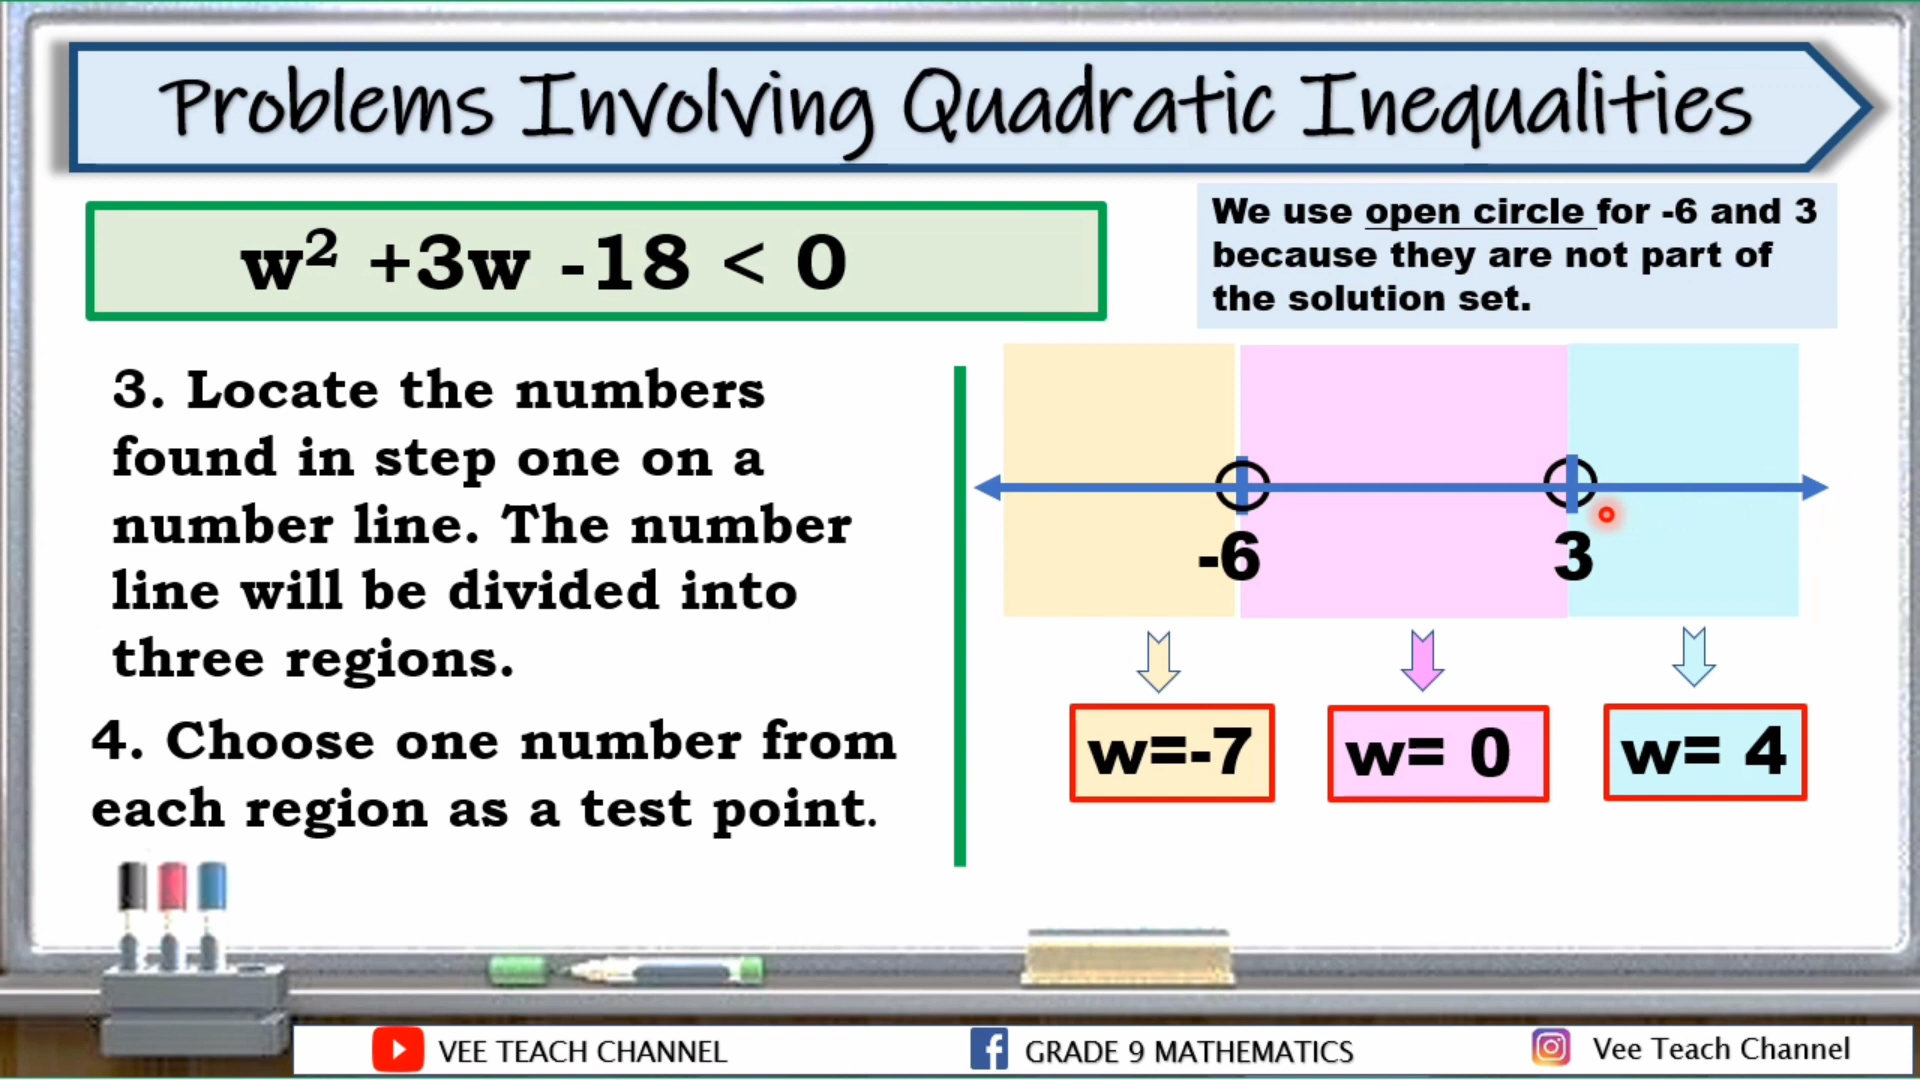 Problems Involving Quadratic Inequalities
w² +3w -18 < 0
We use open circle for -6 and 3
because they are not part of
the solution set.
3. Locate the numbers
found in step one on a
number line. The number
line will be divided into
three regions.
4. Choose one number from
each region as a test point.
-6
3
w=-7
w= 0
w= 4
VEE TEACH CHANNEL
GRADE 9 MATHEMATICS
Vee Teach Channel